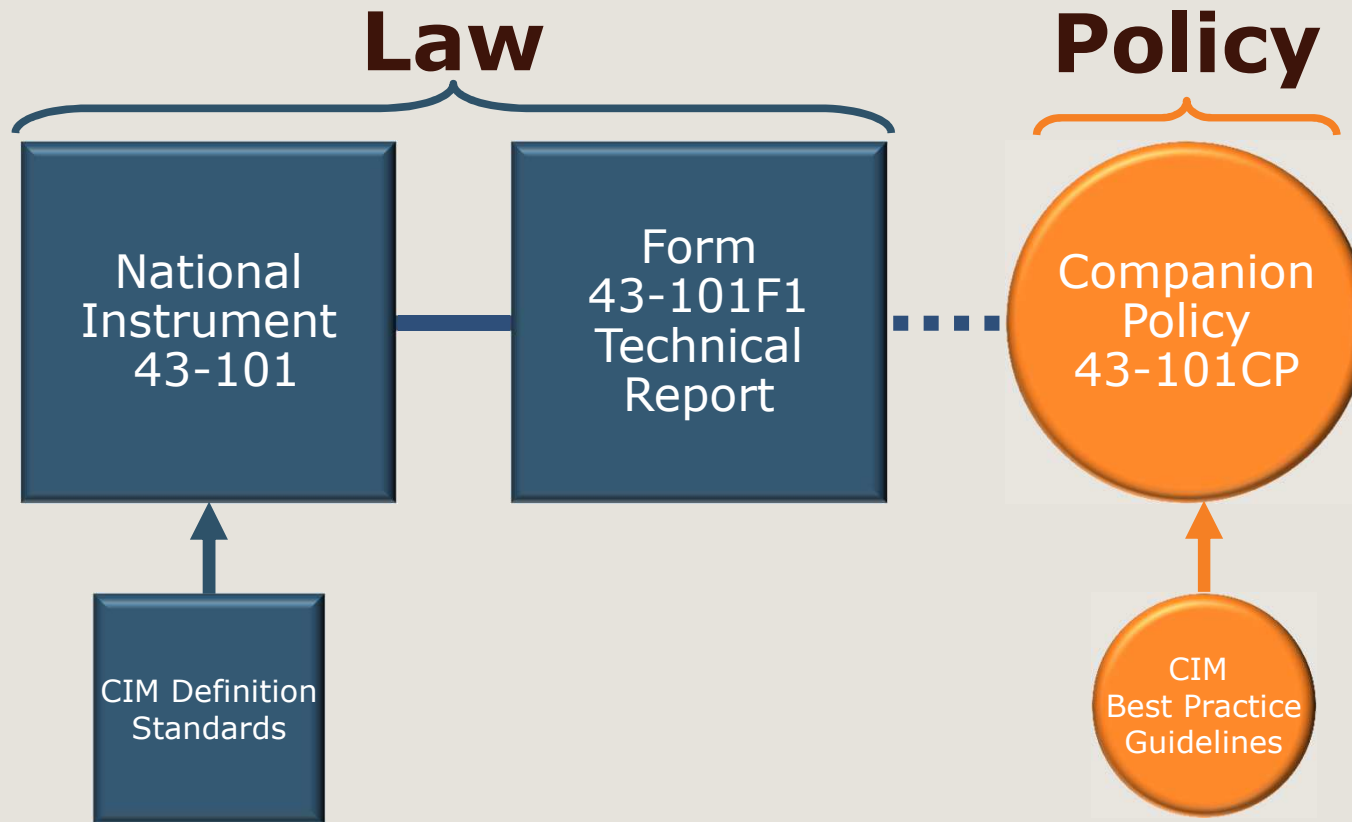 Law
Policy
National
Instrument
43-101
Form
43-101F1
Technical
Report
Companion
Policy
43-101CP
CIM Definition
Standards
CIM
Best Practice
Guidelines